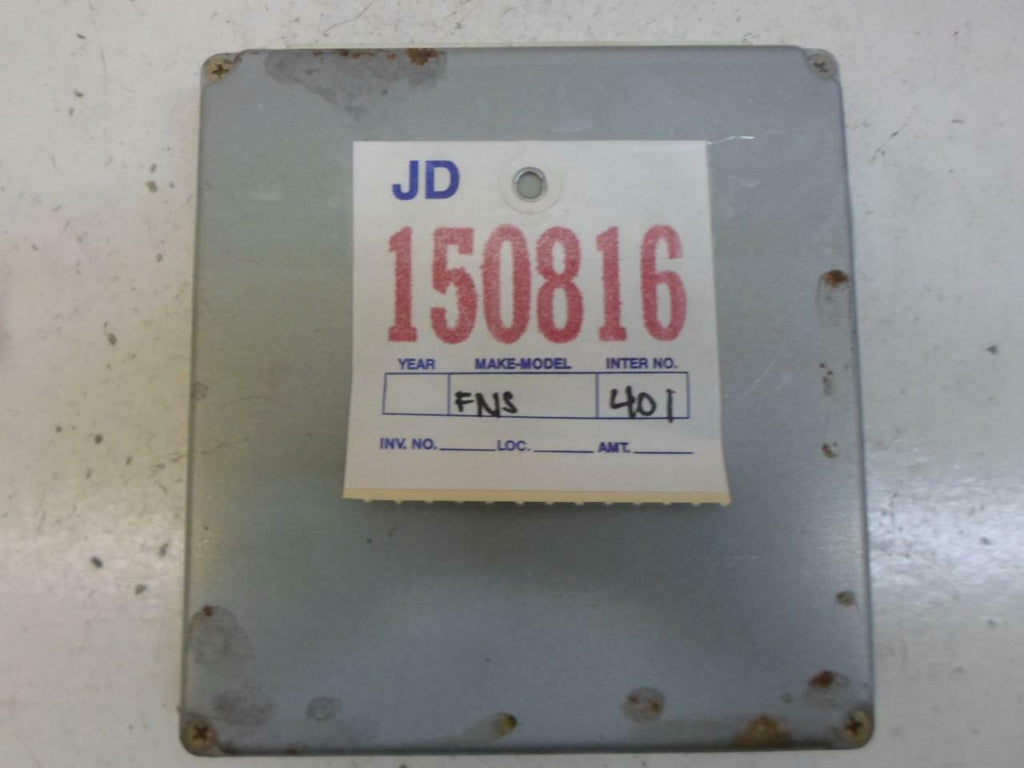 JD
150816
YEAR MAKE-MODEL INTER NO.
FNS 401
INV. NO. LOC. AMT.